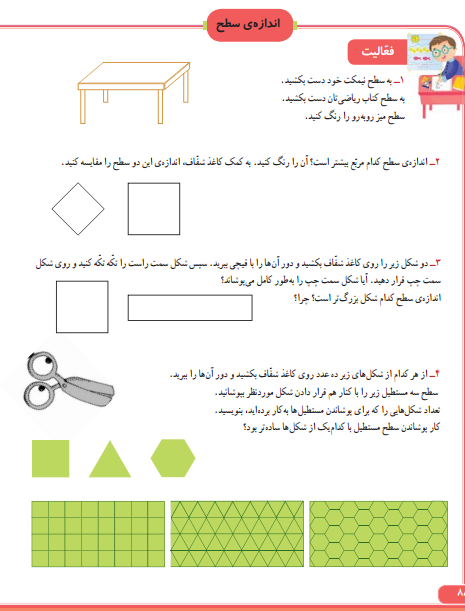 اندازه‌ی سطح
فعّالیت
۱ــ به سطح نیمکت خود دست بکشید.
به سطح کتاب ریاضی‌تان دست بکشید.
سطح میز روبه‌رو را رنگ کنید.
۲ــ اندازه‌ی سطح کدام مربّع بیشتر است؟ آن را رنگ کنید. به کمک کاغذ شفّاف، اندازه‌ی این دو سطح را مقایسه کنید.
۳ــ دو شکل زیر را روی کاغذ شفّاف بکشید و دور آن‌ها را با قیچی ببرید. سپس شکل سمت راست را تکّه تکّه کنید و روی شکل
سمت چپ قرار دهید. آیا شکل سمت چپ را به‌طور کامل می‌پوشاند؟
اندازه‌ی سطح کدام شکل بزرگ‌تر است؟ چرا؟
۴ــ از هر کدام از شکل‌های زیر ده عدد روی کاغذ شفّاف بکشید و دور آن‌ها را ببرید.
سطح سه مستطیل زیر را با کنار هم قرار دادن شکل موردنظر بپوشانید.
تعداد شکل‌هایی را که برای پوشاندن مستطیل‌ها به‌کار برده‌اید، بنویسید.
کار پوشاندن سطح مستطیل با کدام‌یک از شکل‌ها ساده‌تر بود؟